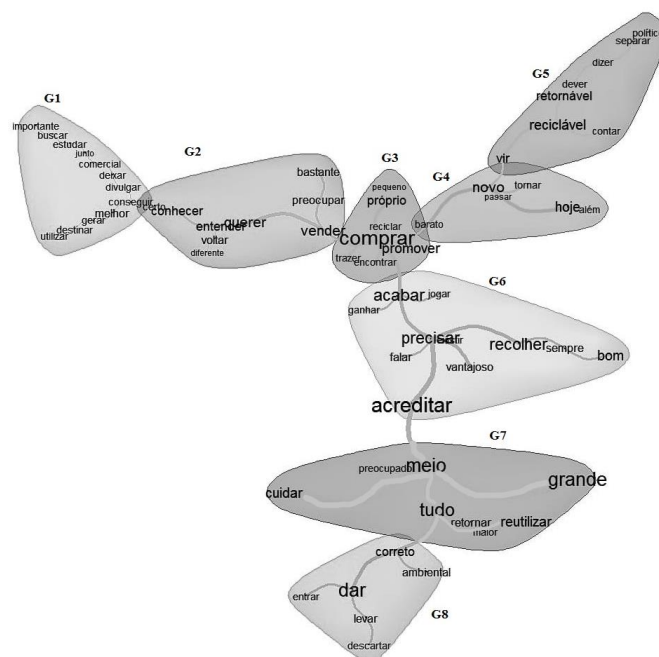 G1
importante
buscar
estudar
junto
comercial
deixar
divulgar
conseguir
certo
melhor
gerar
destinar
utilizar
G2
bastante
preocupar
conhecer
entender
querer
voltar
diferente
vender
G3
pequeno
próprio
reciclar
comprar
promover
trazer
encontrar
G4
novo
tornar
passar
hoje
além
barato
G5
separar
dizer
dever
retornável
reciclável
contar
vir
G6
acabar
jogar
ganhar
precisar
falar
vantajoso
recolher
sempre
bom
acreditar
G7
preocupado
meio
cuidar
grande
tudo
retornar
maior
reutilizar
G8
correto
ambiental
dar
entrar
levar
descartar